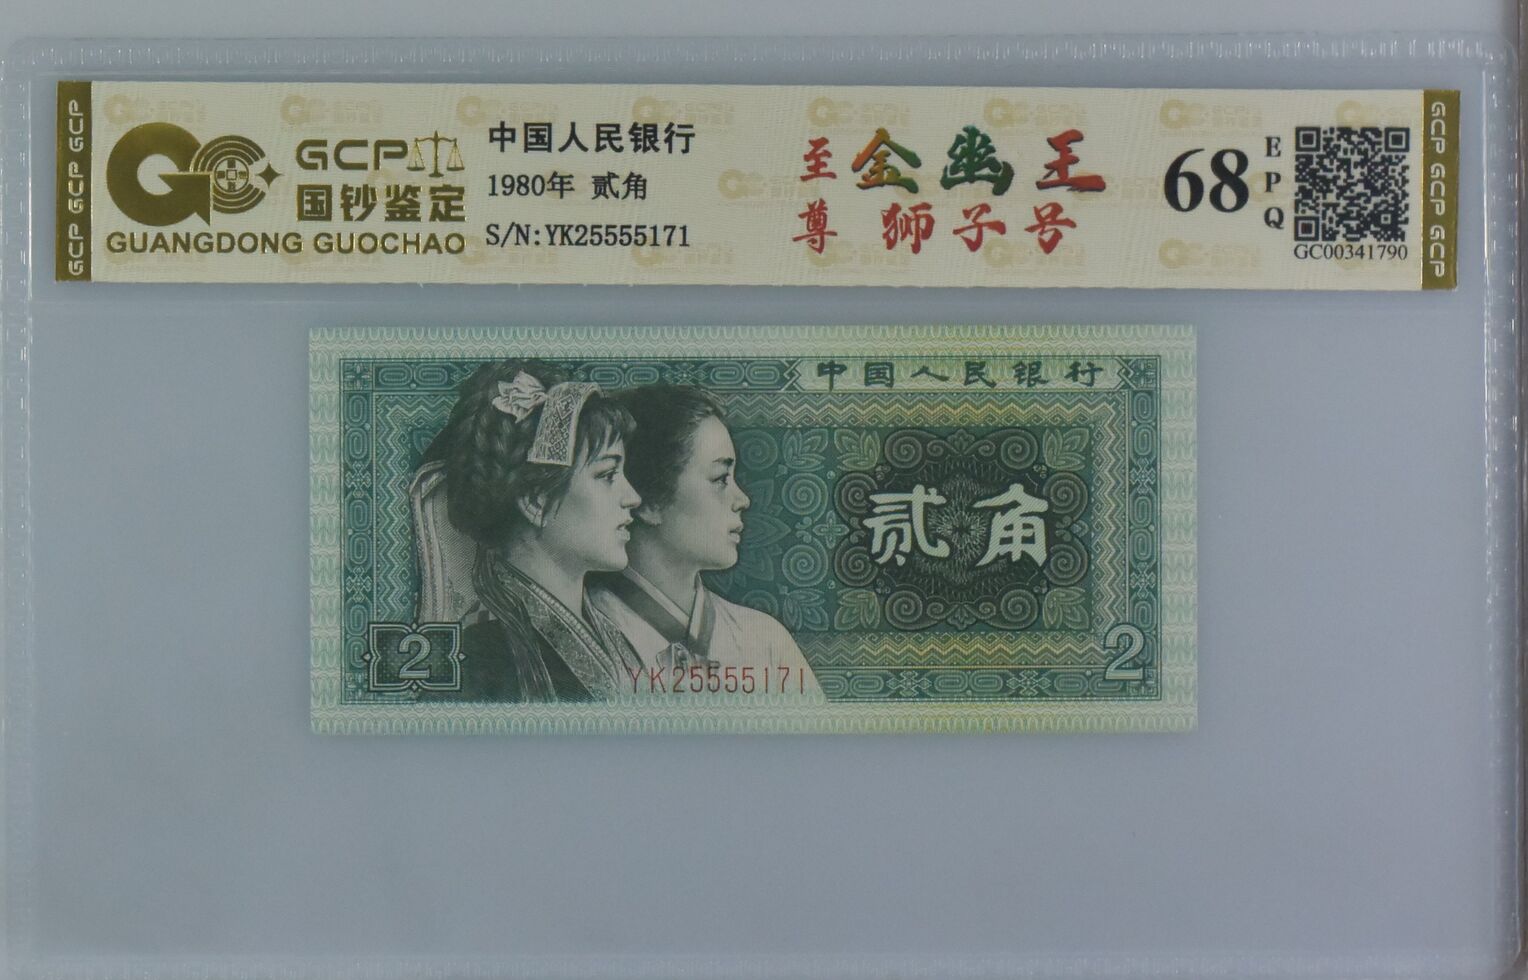 GCP GCP GCP
GCP
国钞鉴定
GUANGDONG GUOCHAO
中国人民银行
1980年 贰角
S/N:YK25555171
至尊
金幽王
狮子号
68
EPQ
GC00341790
GCP GCP GCP
中国人民银行
贰角
2
2
YK25555171